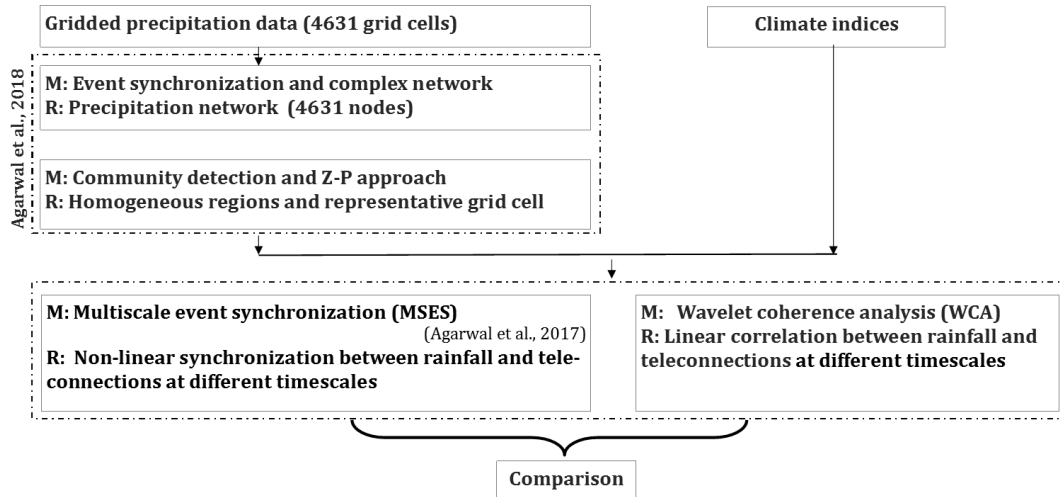 Gridded precipitation data (4631 grid cells)
Climate indices
Agarwal et al., 2018
M: Event synchronization and complex network
R: Precipitation network (4631 nodes)
M: Community detection and Z-P approach
R: Homogeneous regions and representative grid cell
M: Multiscale event synchronization (MSES)
(Agarwal et al., 2017)
R: Non-linear synchronization between rainfall and tele-
connections at different timescales
M: Wavelet coherence analysis (WCA)
R: Linear correlation between rainfall and
teleconnections at different timescales
Comparison